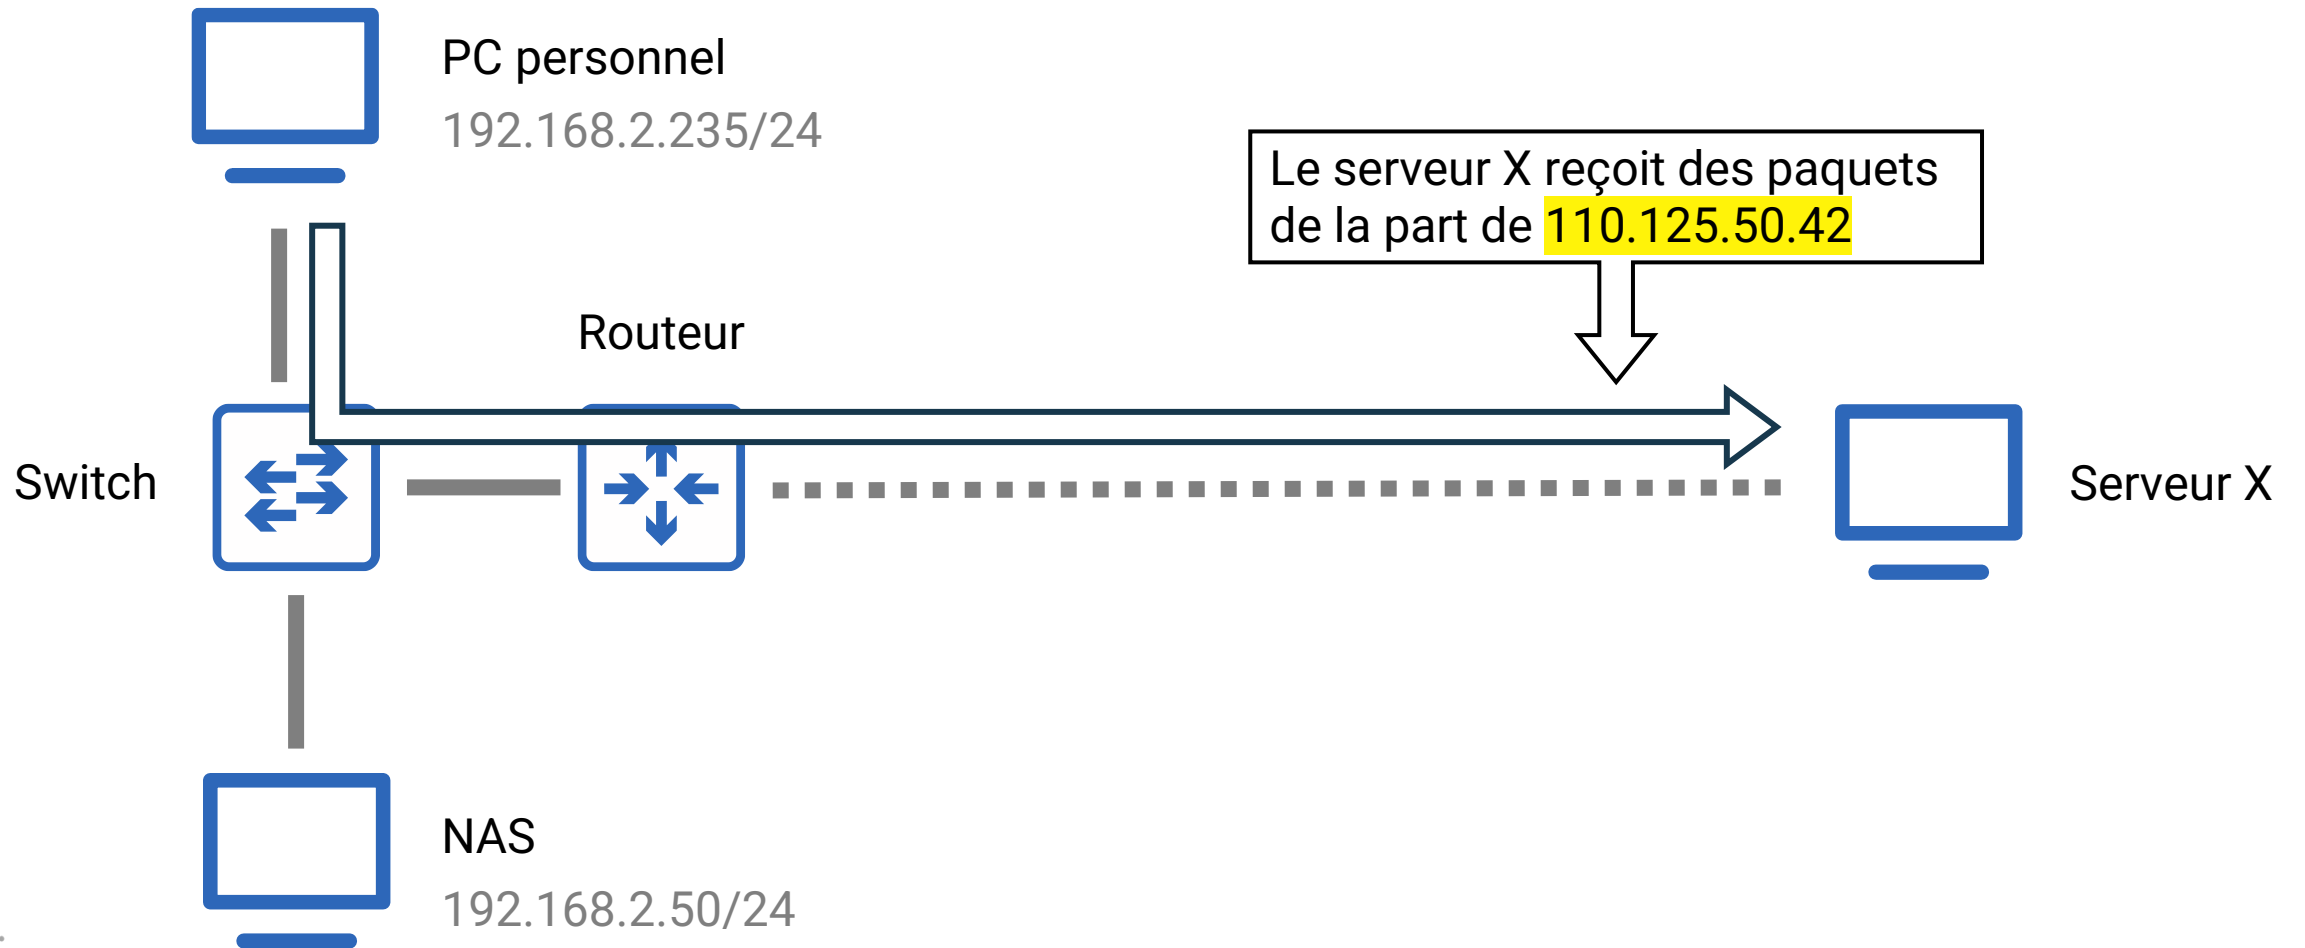 PC personnel
192.168.2.235/24
Le serveur X reçoit des paquets
de la part de 110.125.50.42
Routeur
Switch
Serveur X
NAS
192.168.2.50/24